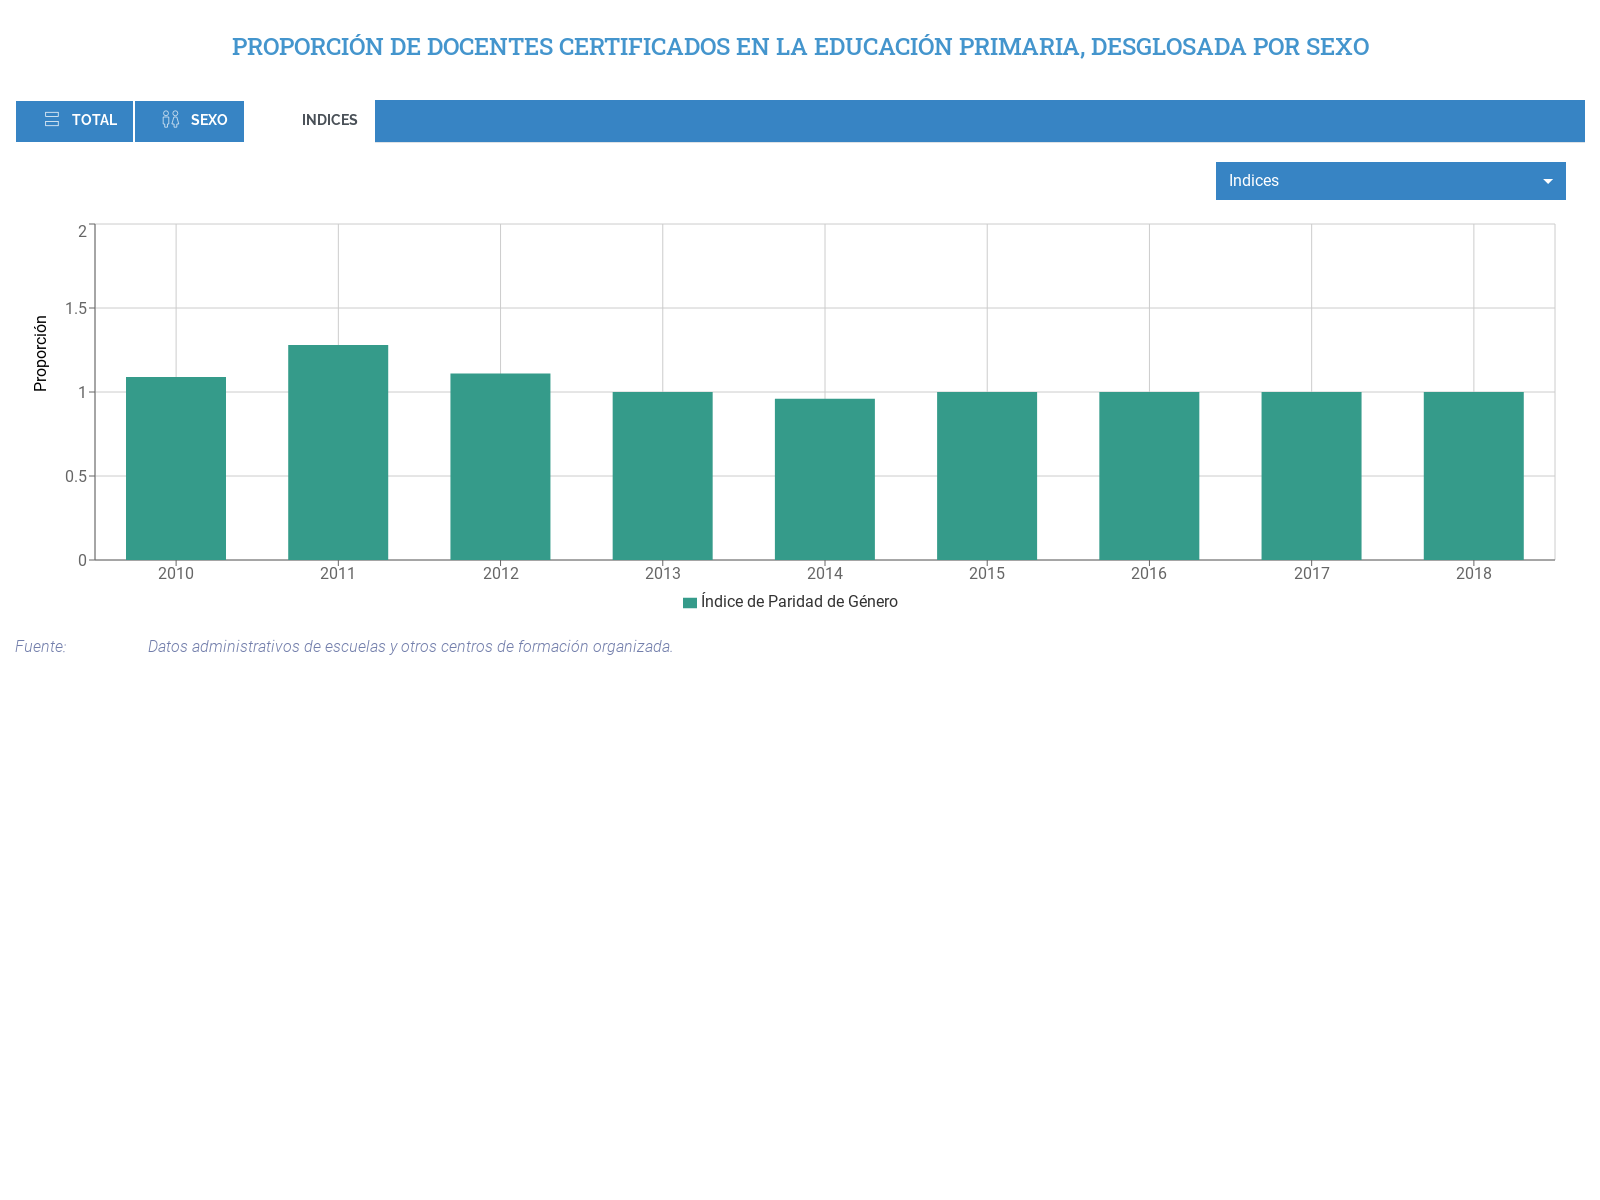 PROPORCIÓN DE DOCENTES CERTIFICADOS EN LA EDUCACIÓN PRIMARIA, DESGLOSADA POR SEXO
TOTAL
SEXO
INDICES
Indices
Proporción
2
1.5
1
0.5
0
2010 2011 2012 2013 2014 2015 2016 2017 2018
Índice de Paridad de Género
Fuente: Datos administrativos de escuelas y otros centros de formación organizada.